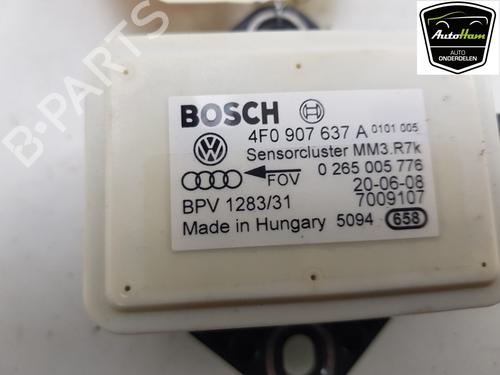 AutoHam
AUTO
ONDERDELEN
B-PARTS
BOSCH
4F0 907 637 A 0101 005
Sensorclüster MM3.R7k
FOV 0 265 005 776
20-06-08
BPV 1283/31 7009107
Made in Hungary 5094 658